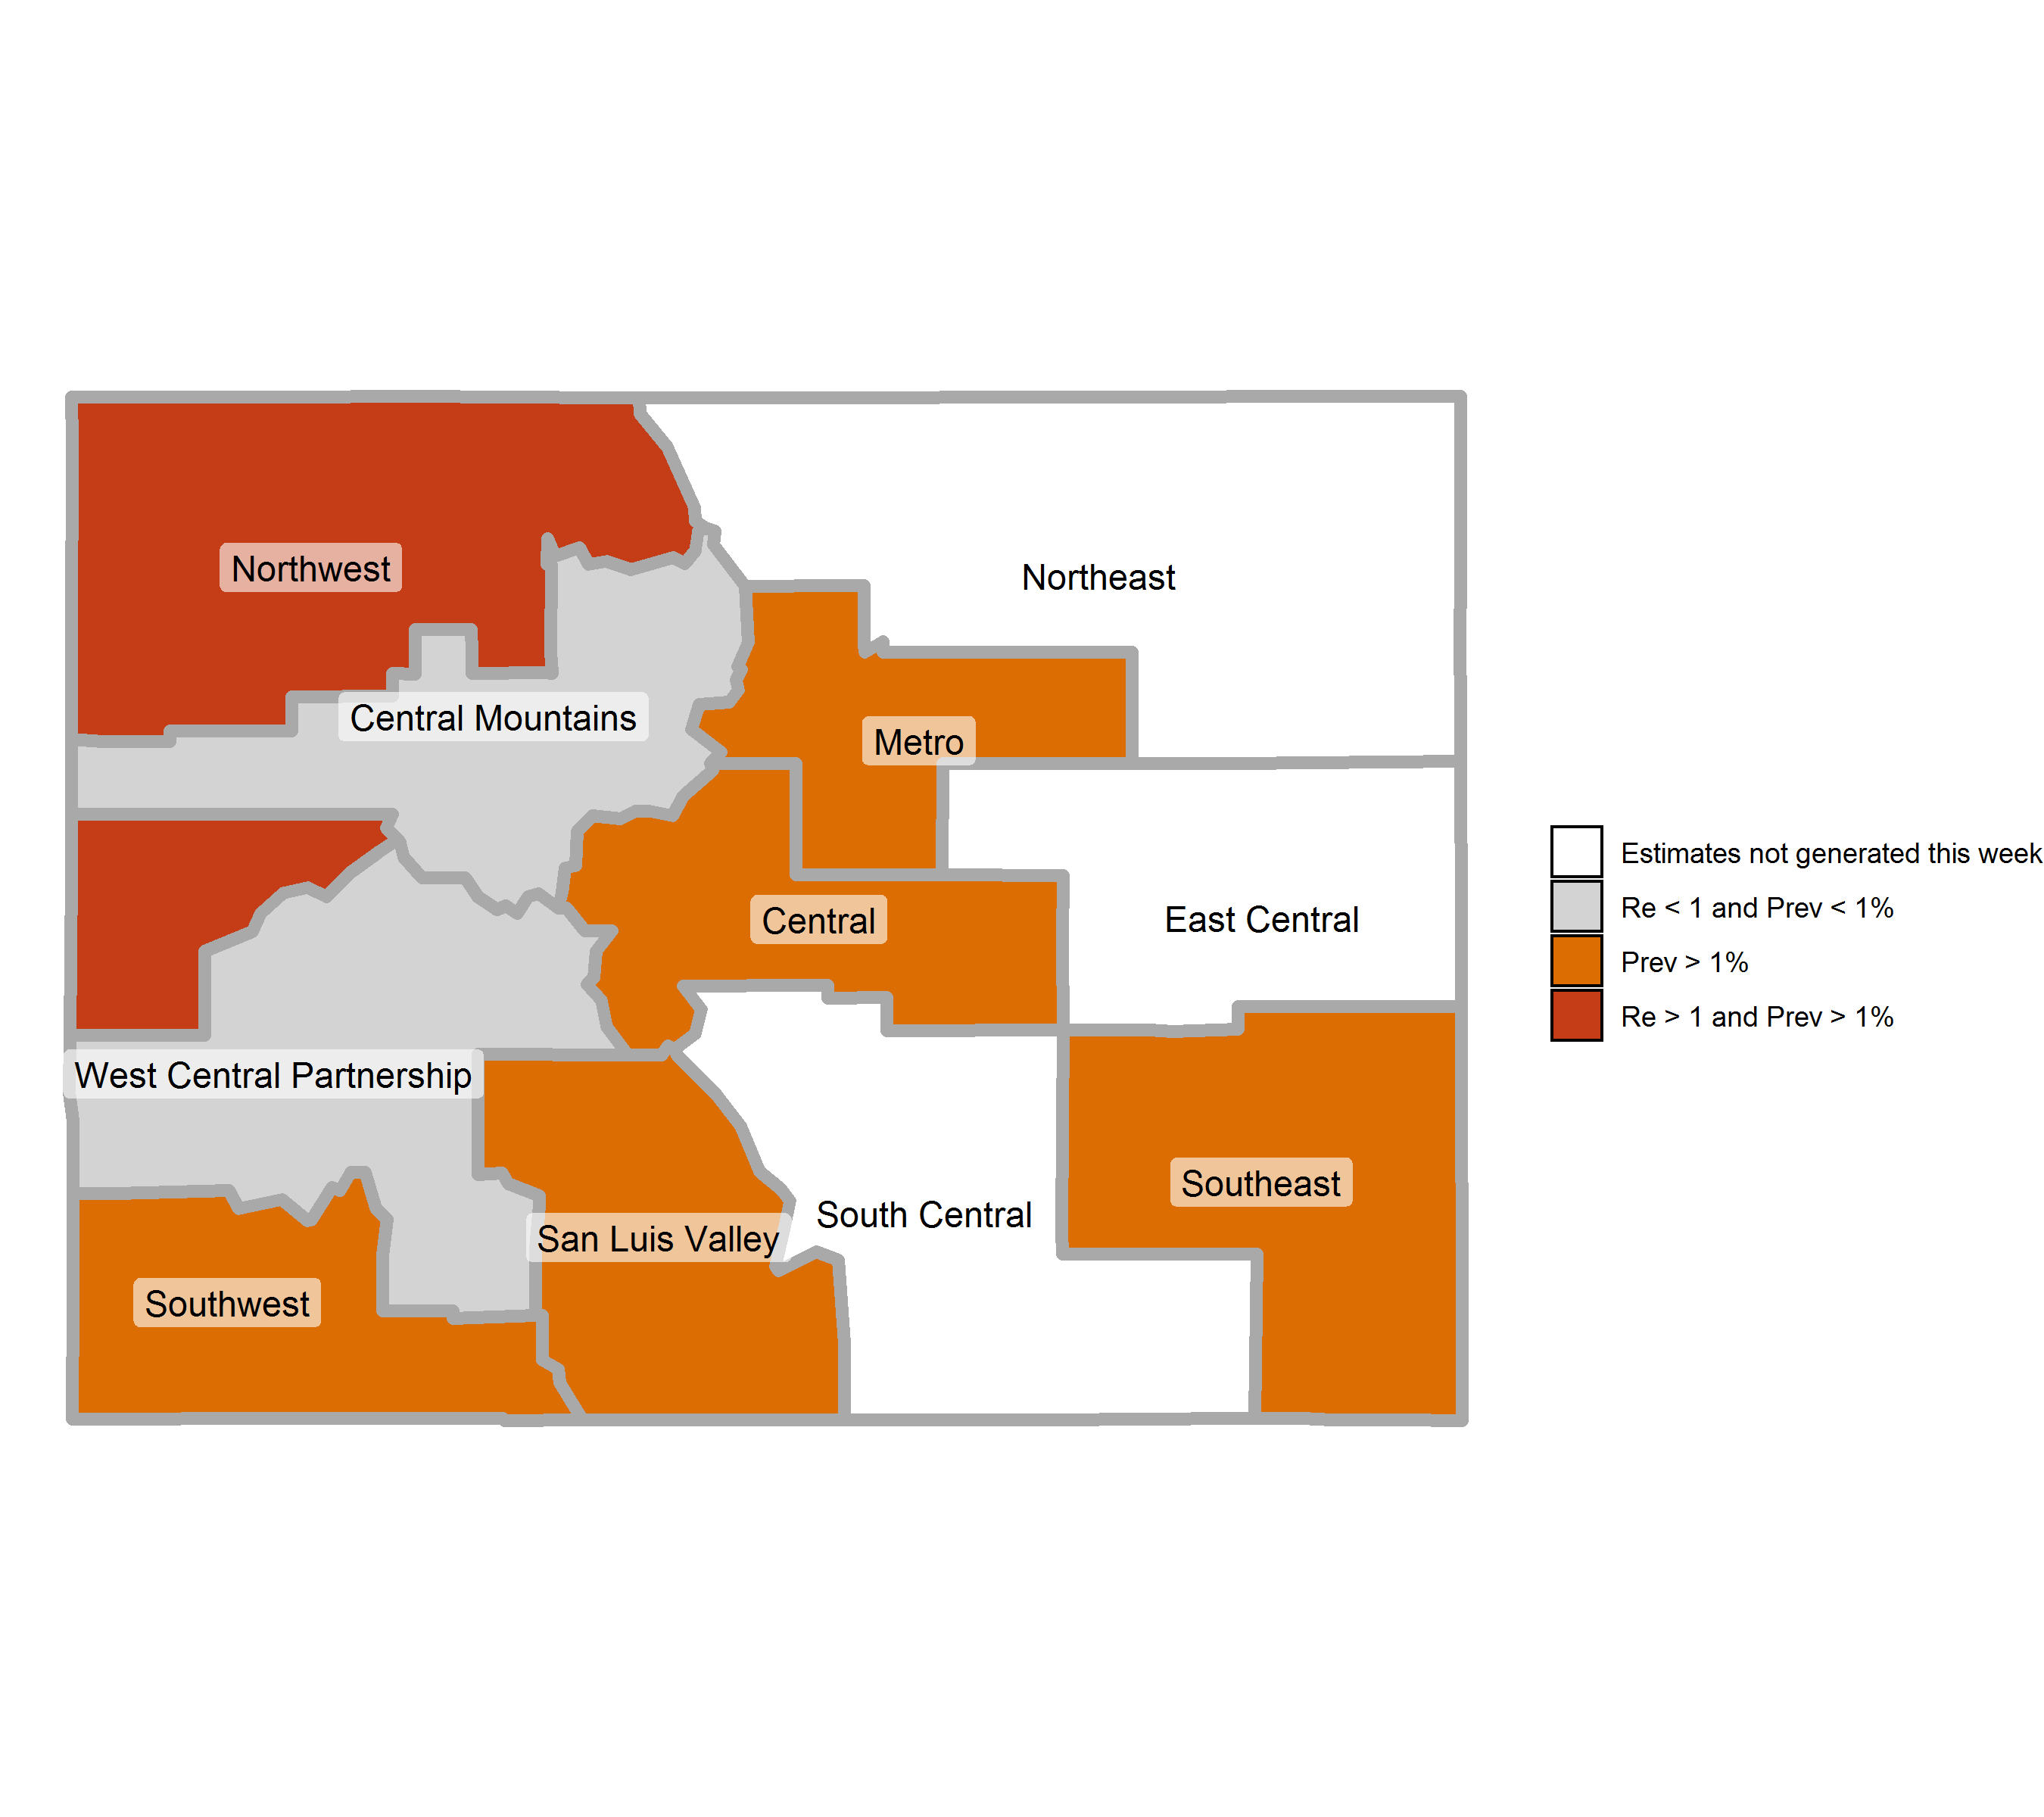 Northwest
Northeast
Central Mountains
Metro
Central
East Central
West Central Partnership
Southeast
South Central
San Luis Valley
Southwest
Estimates not generated this week
Re < 1 and Prev < 1%
Prev > 1%
Re > 1 and Prev > 1%